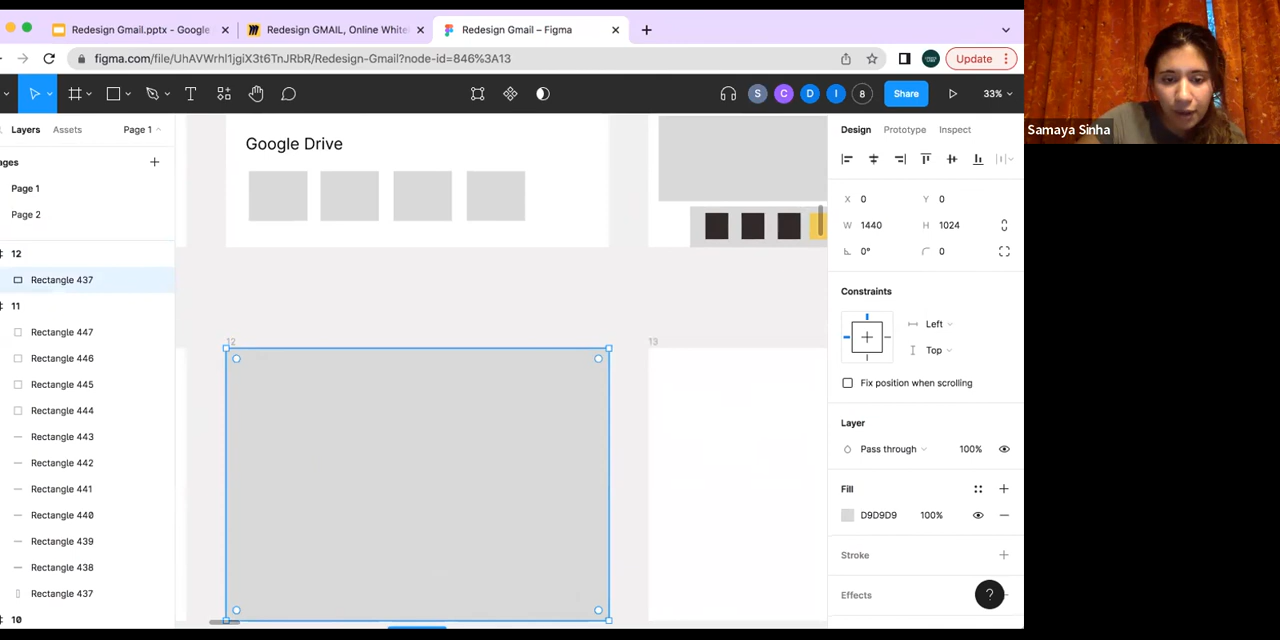 Redesign Gmail.pptx - Google
Redesign GMAIL, Online White
Redesign Gmail – Figma
figma.com/file/UhAVWrhl1jgiX3t6TnJRbR/Redesign-Gmail?node-id=846%3A13
Update
S C D I 8
Share
33%
Layers Assets Page 1
ages
Page 1
Page 2
12
Rectangle 437
11
Rectangle 447
Rectangle 446
Rectangle 445
Rectangle 444
Rectangle 443
Rectangle 442
Rectangle 441
Rectangle 440
Rectangle 439
Rectangle 438
Rectangle 437
10
Google Drive
12
13
Design Prototype Inspect
X 0 Y 0
W 1440 H 1024
0° 0
Constraints
Left
Top
Fix position when scrolling
Layer
Pass through 100%
Fill
D9D9D9 100%
Stroke
Effects
?
Samaya Sinha